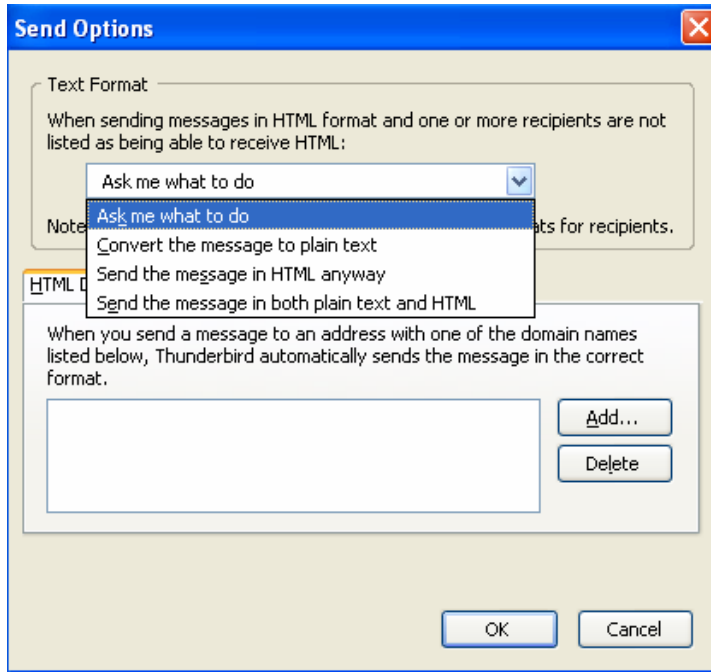 Send Options
Text Format
When sending messages in HTML format and one or more recipients are not
listed as being able to receive HTML:
Ask me what to do
Ask me what to do
Convert the message to plain text
Send the message in HTML anyway
Send the message in both plain text and HTML
Note ats for recipients.
HTML
When you send a message to an address with one of the domain names
listed below, Thunderbird automatically sends the message in the correct
format.
Add...
Delete
OK
Cancel